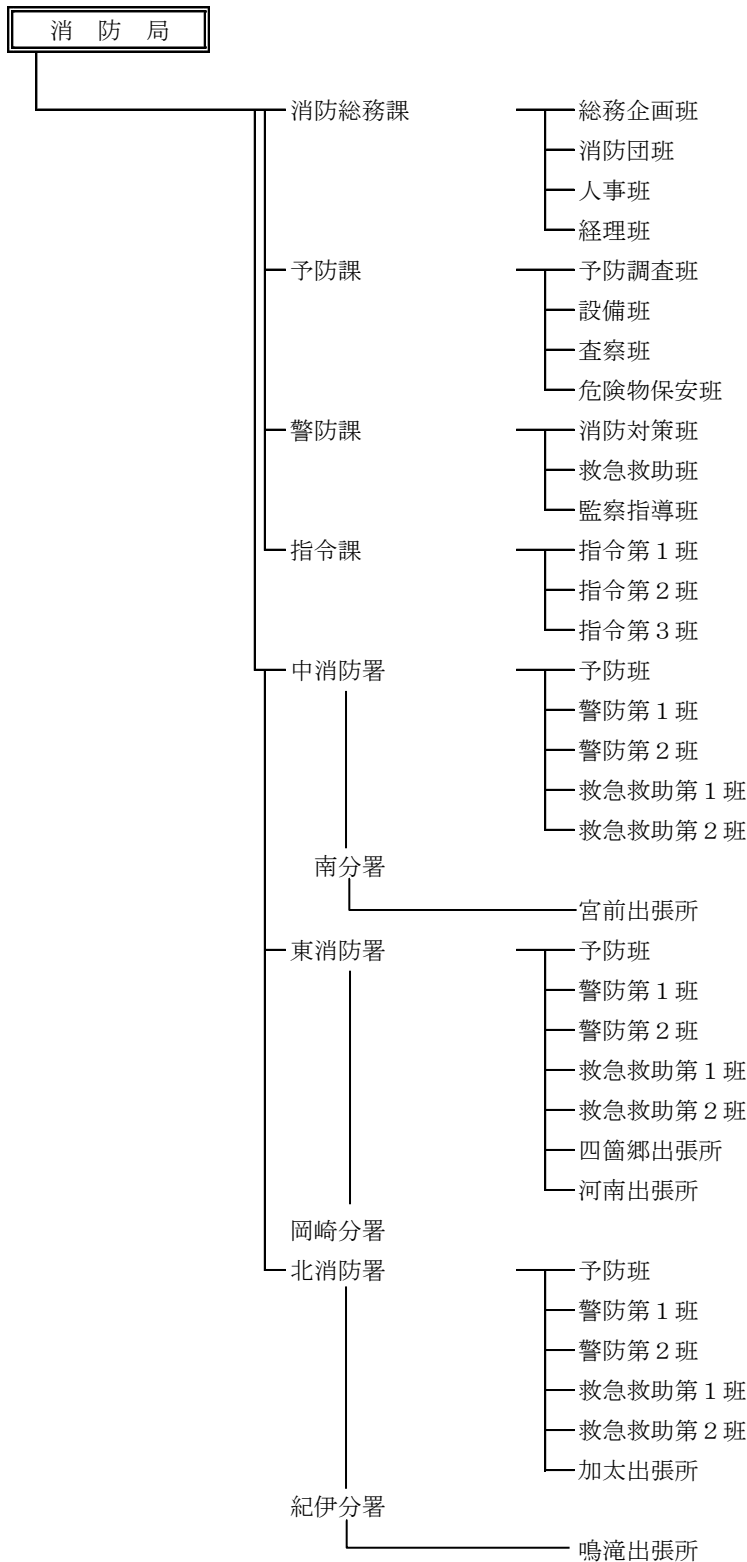 消 防 局
消防総務課 総務企画班
消防団班
人事班
経理班
予防課 予防調査班
設備班
査察班
危険物保安班
警防課 消防対策班
救急救助班
監察指導班
指令課 指令第１班
指令第２班
指令第３班
中消防署 予防班
警防第１班
警防第２班
救急救助第１班
救急救助第２班
南分署
宮前出張所
東消防署 予防班
警防第１班
警防第２班
救急救助第１班
救急救助第２班
四箇郷出張所
河南出張所
岡崎分署
北消防署 予防班
警防第１班
警防第２班
救急救助第１班
救急救助第２班
加太出張所
紀伊分署
鳴滝出張所